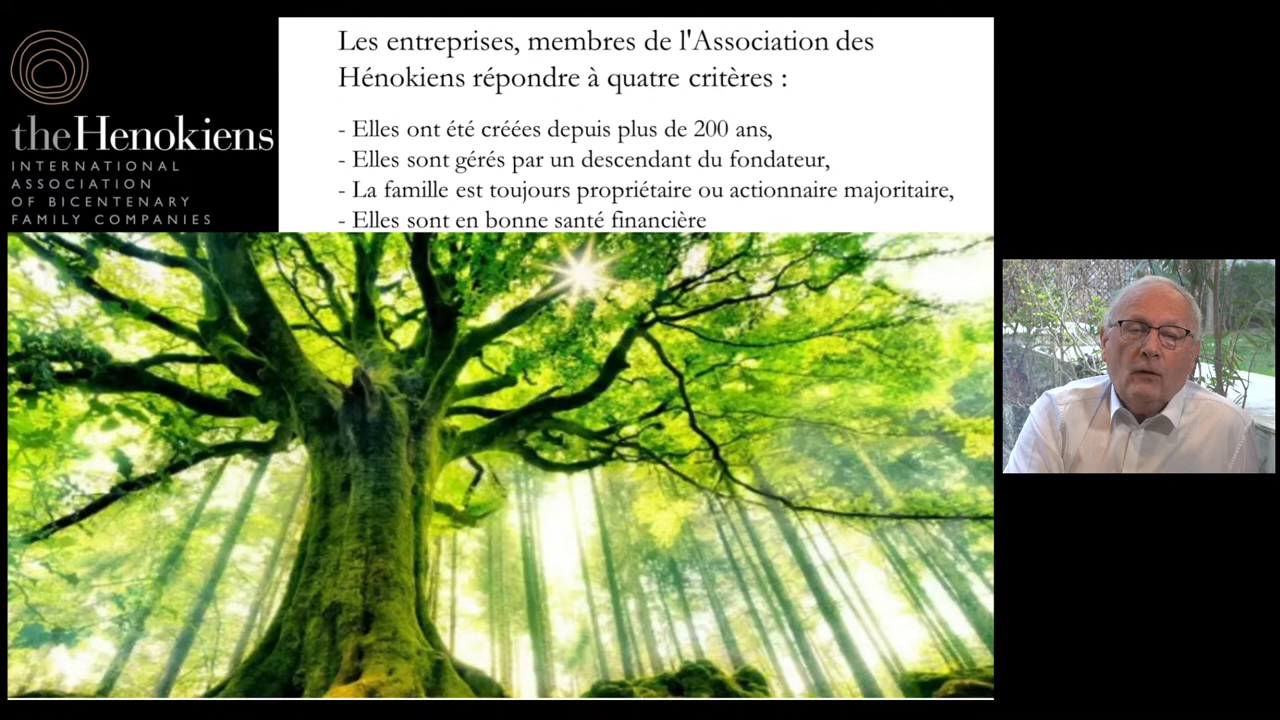 theHenokiens
INTERNATIONAL
ASSOCIATION
OF BICENTENARY
FAMILY COMPANIES
Les entreprises, membres de l'Association des
Hénokiens répondre à quatre critères :
- Elles ont été créées depuis plus de 200 ans,
- Elles sont gérés par un descendant du fondateur,
- La famille est toujours propriétaire ou actionnaire majoritaire,
- Elles sont en bonne santé financière